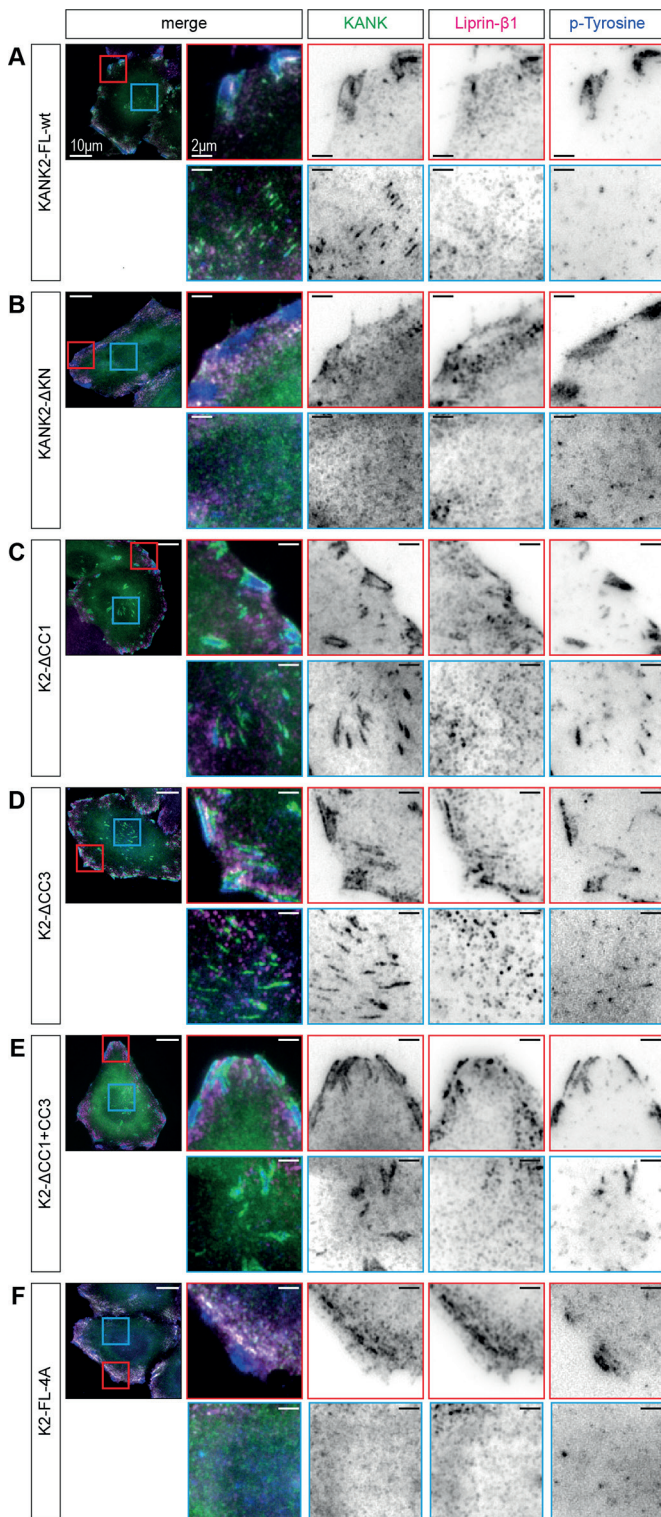 merge
KANK
Liprin-β1
p-Tyrosine
A
KANK2-FL-wt
10µm
2µm
B
KANK2-ΔKN
C
K2-ΔCC1
D
K2-ΔCC3
E
K2-ΔCC1+CC3
F
K2-FL-4A